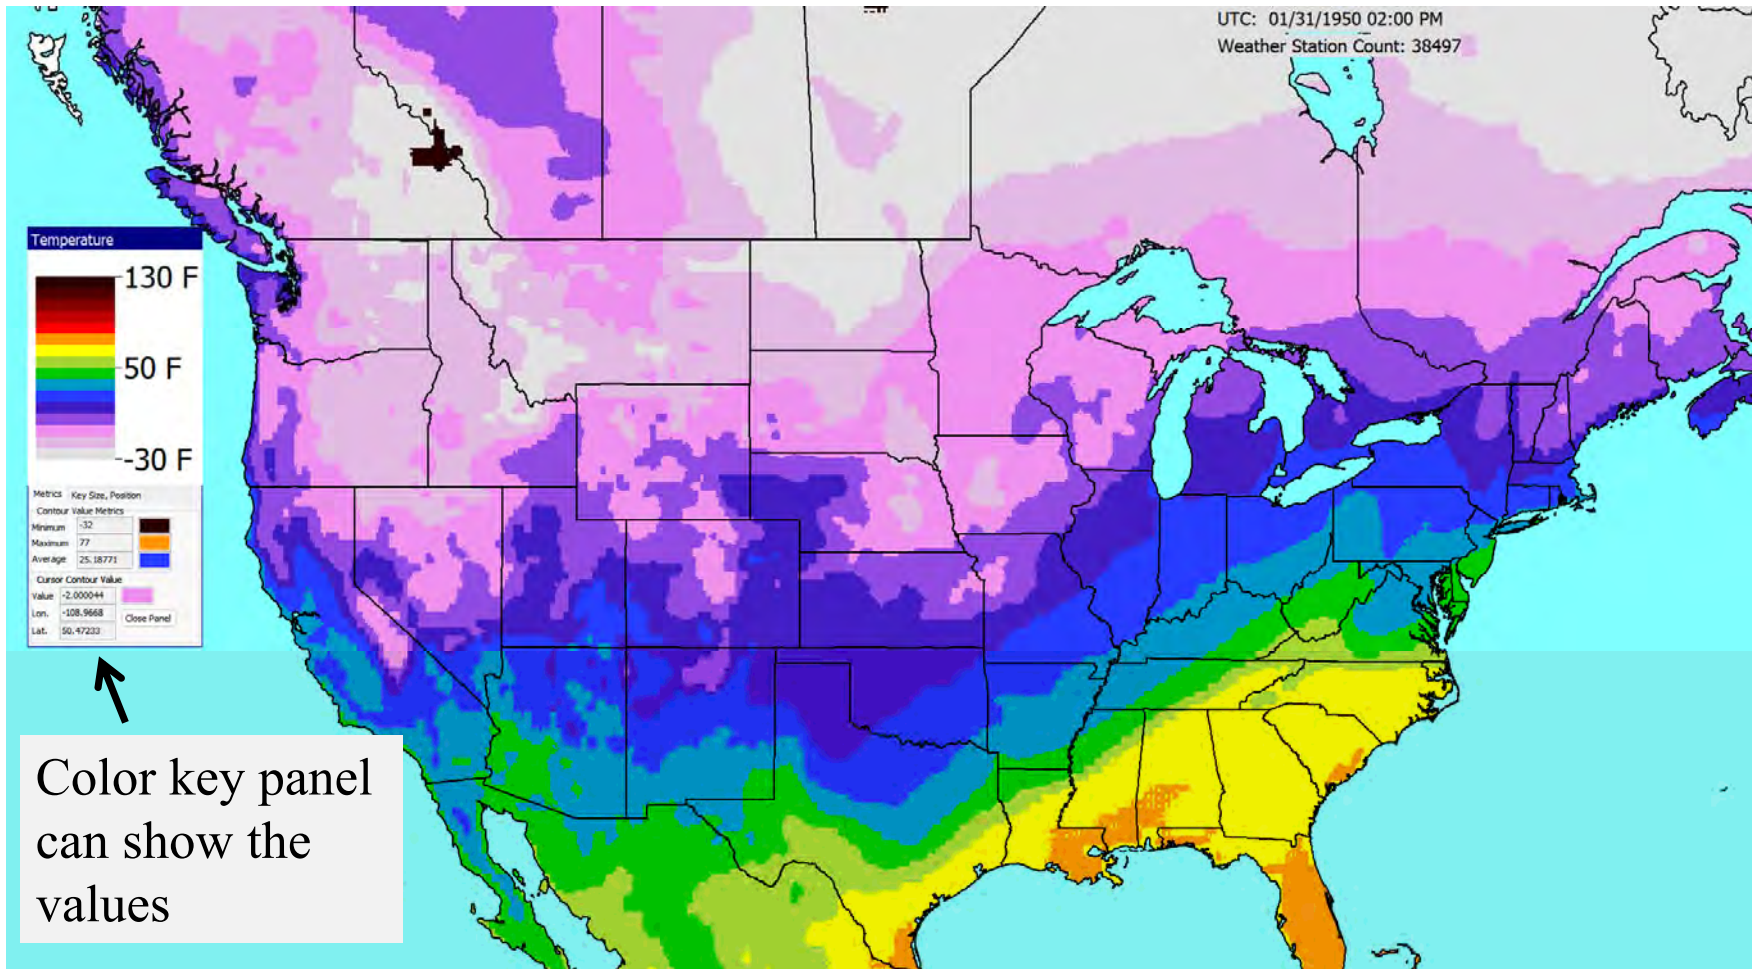 UTC: 01/31/1950 02:00 PM
Weather Station Count: 38497
Temperature
130 F
50 F
-30 F
Metrics Key Size, Position
Contour Value Metrics
Minimum -32
Maximum 77
Average 25.18771
Cursor Contour Value
Value -2.000044
Lon. -108.9668
Close Panel
Lat. 50.47233
Color key panel
can show the
values